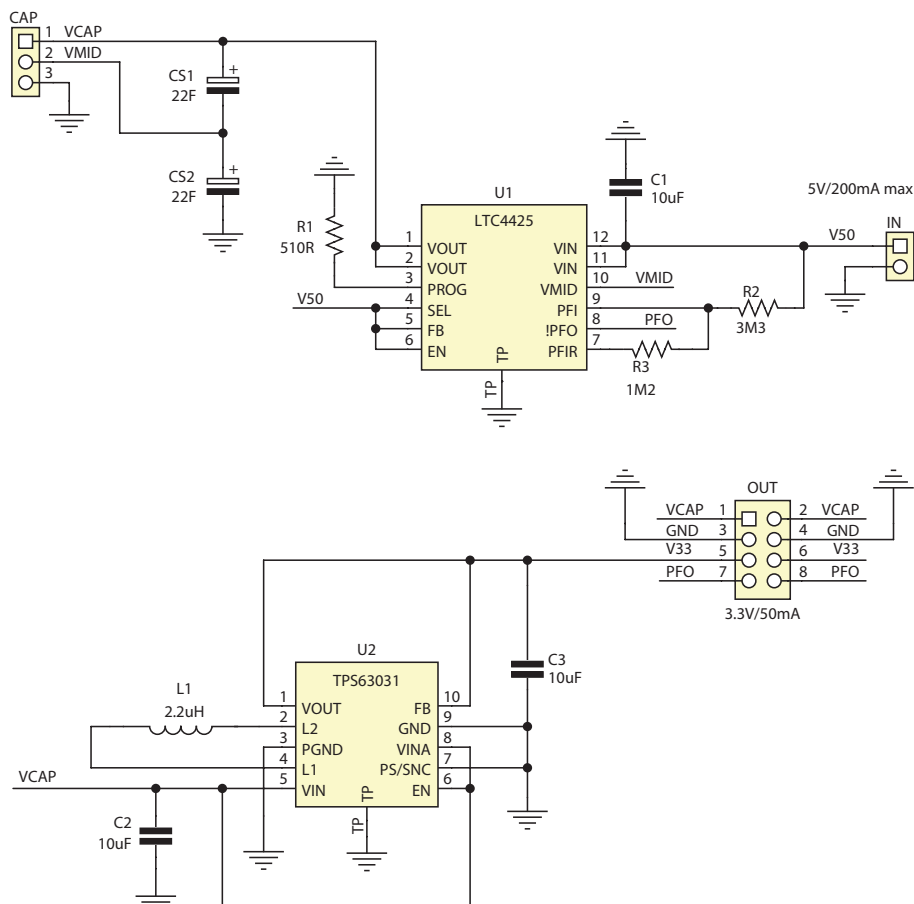 CAP
1 VCAP
2 VMID
3
CS1
22F
+
CS2
22F
+
R1
510R
V50
U1
LTC4425
1 VOUT
2 VOUT
3 PROG
4 SEL
5 FB
6 EN
VIN 12
VIN 11
VMID 10 VMID
PFI 9
!PFO 8 PFO
PFIR 7
TP
TP
C1
10uF
R2
3M3
R3
1M2
5V/200mA max
IN
V50
OUT
VCAP 1 2 VCAP
GND 3 4 GND
V33 5 6 V33
PFO 7 8 PFO
3.3V/50mA
U2
TPS63031
1 VOUT
2 L2
3 PGND
4 L1
5 VIN
FB 10
GND 9
VINA 8
PS/SNC 7
EN 6
TP
TP
L1
2.2uH
C3
10uF
VCAP
C2
10uF